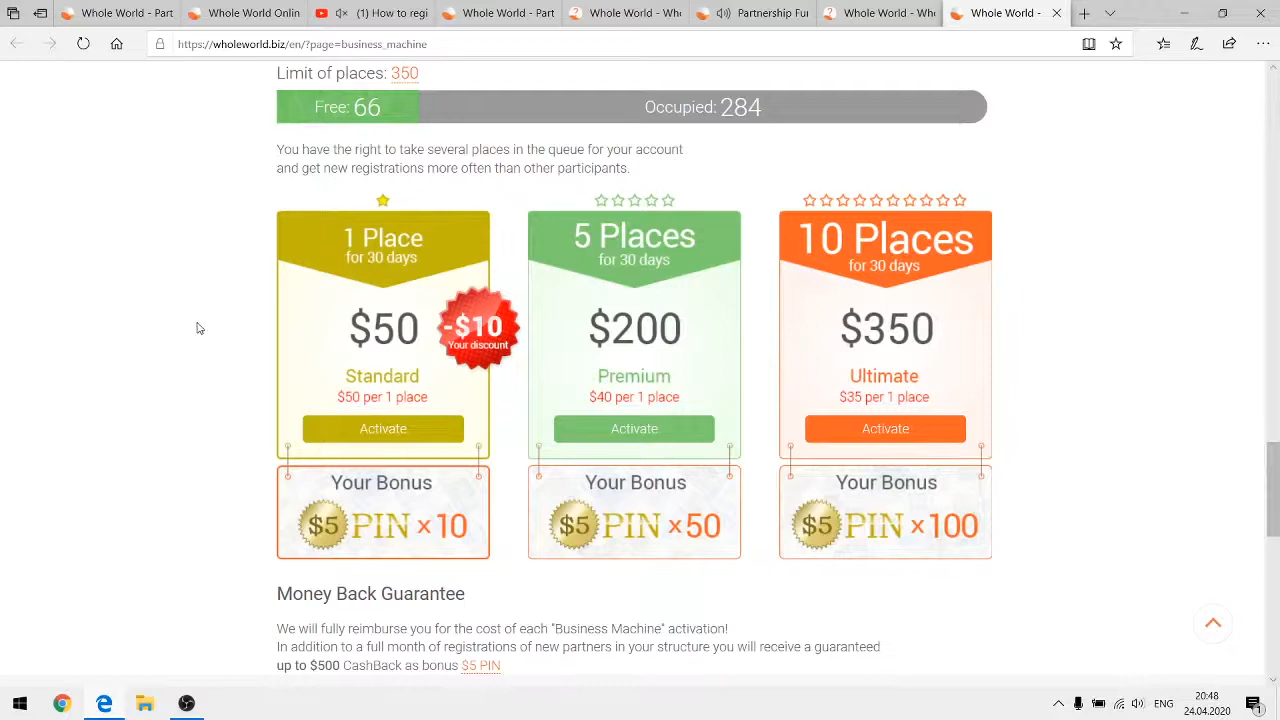 Whole World - Part
Whole World - Part
(1) How regi
Whole World - Part
Whole World - Wh
Partnership Fun
Whole World - Wh
Whole World -
https://wholeworld.biz/en/?page=business_machine
Limit of places: 350
Free: 66
Occupied: 284
You have the right to take several places in the queue for your account
and get new registrations more often than other participants.
1 Place
for 30 days
$50
-$10
Your discount
Standard
$50 per 1 place
Activate
Your Bonus
$5 PIN ×10
5 Places
for 30 days
$200
Premium
$40 per 1 place
Activate
Your Bonus
$5 PIN ×50
10 Places
for 30 days
$350
Ultimate
$35 per 1 place
Activate
Your Bonus
$5 PIN ×100
Money Back Guarantee
We will fully reimburse you for the cost of each "Business Machine" activation!
In addition to a full month of registrations of new partners in your structure you will receive a guaranteed
up to $500 CashBack as bonus $5 PIN
ENG
20:48
24.04.2020
1